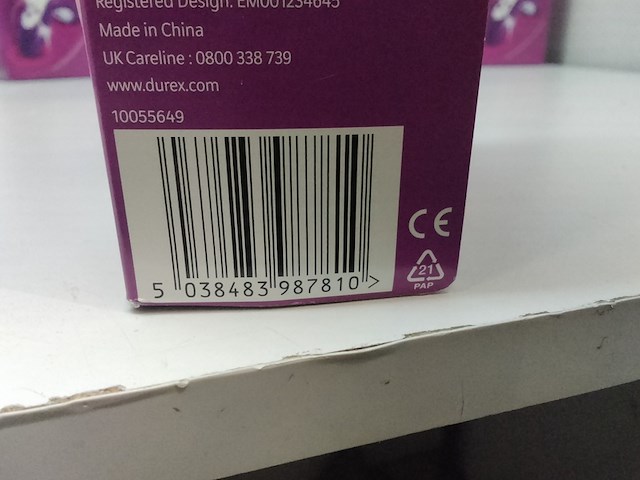 Registered Design: EM001234645
Made in China
UK Careline : 0800 338 739
www.durex.com
10055649
5 038483 987810 >
CE
21
PAP